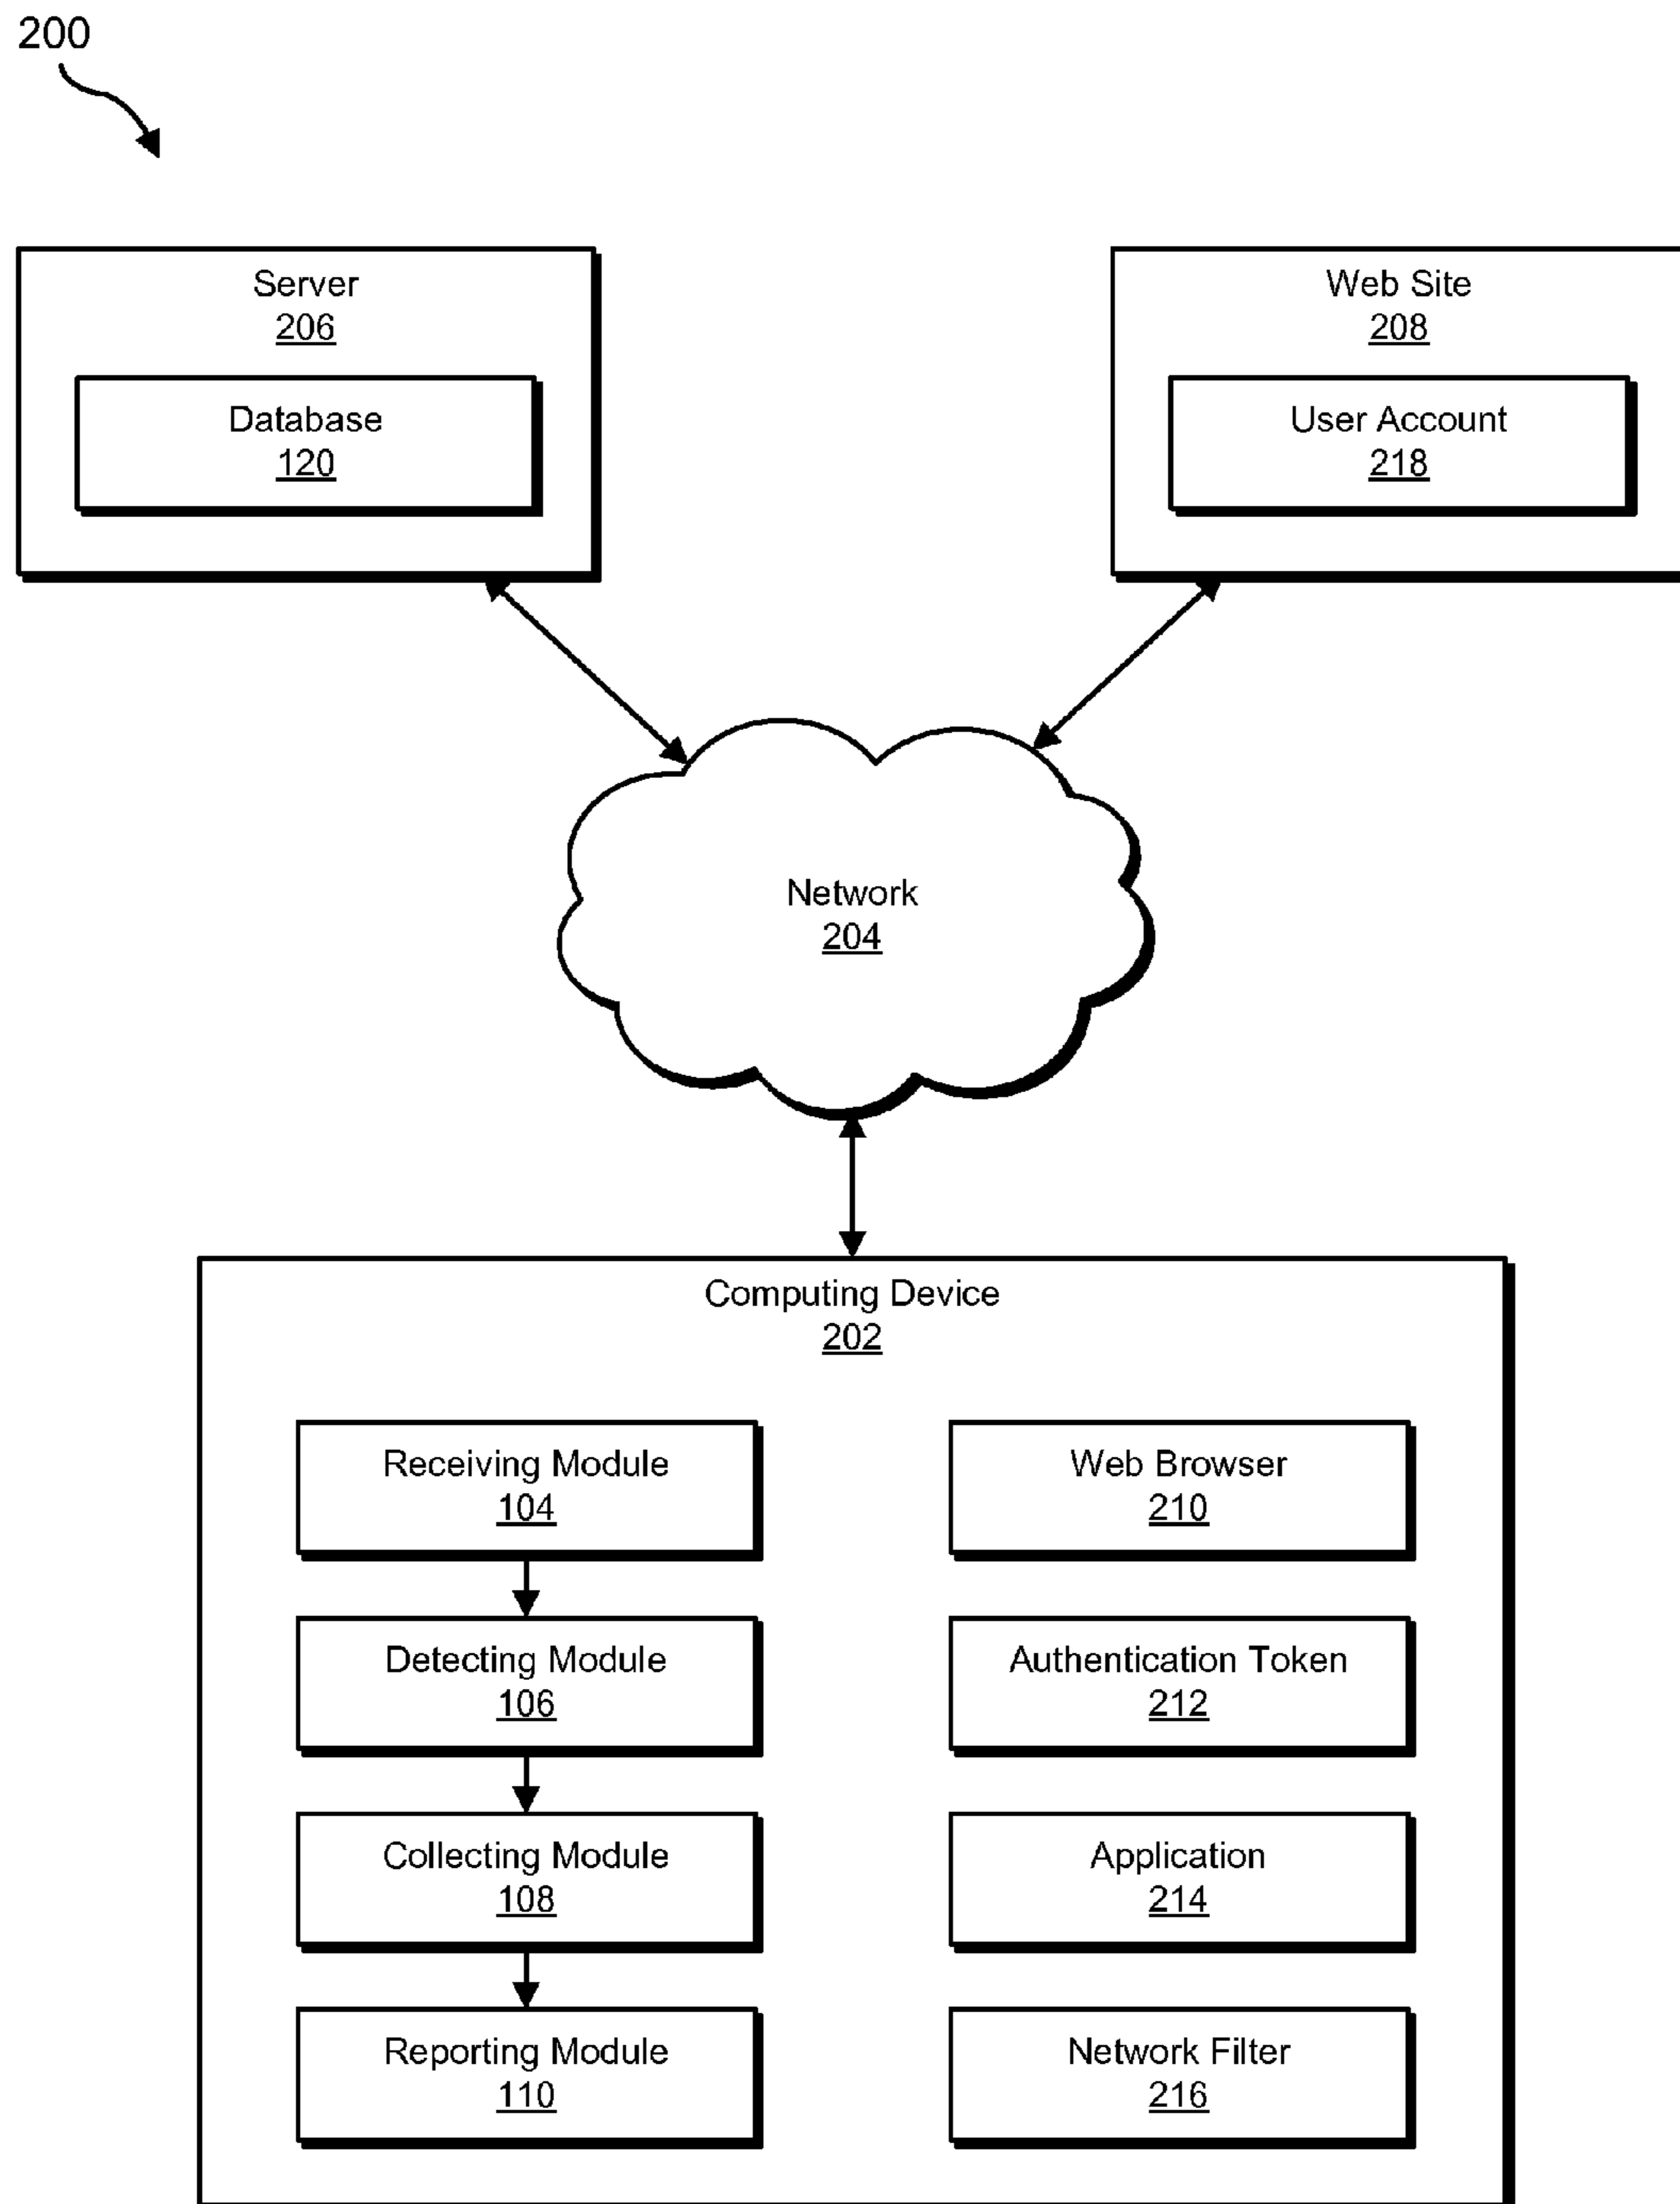 200
Server
206
Database
120
Web Site
208
User Account
218
Network
204
Computing Device
202
Receiving Module
104
Web Browser
210
Detecting Module
106
Authentication Token
212
Collecting Module
108
Application
214
Reporting Module
110
Network Filter
216